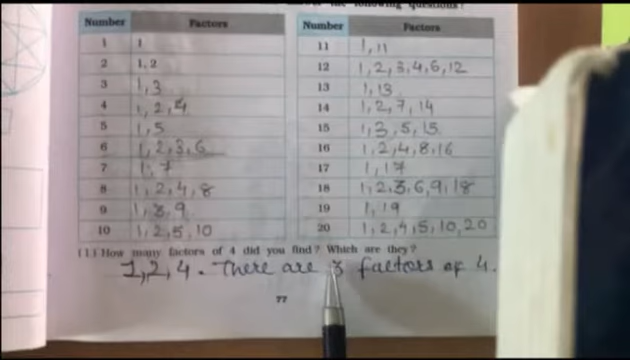 the following questions?
Number Factors Number Factors
1 1 11 1,11
2 1, 2 12 1,2,3,4,6,12
3 1,3 13 1,13
4 1,2,4 14 1,2,7,14
5 1,5 15 1,3,5,15
6 1,2,3,6 16 1,2,4,8,16
7 1,7 17 1,17
8 1,2,4,8 18 1,2,3,6,9,18
9 1,3,9 19 1,19
10 1,2,5,10 20 1,2,4,5,10,20
(1) How many factors of 4 did you find? Which are they?
1,2,4. There are 3 factors of 4.
77